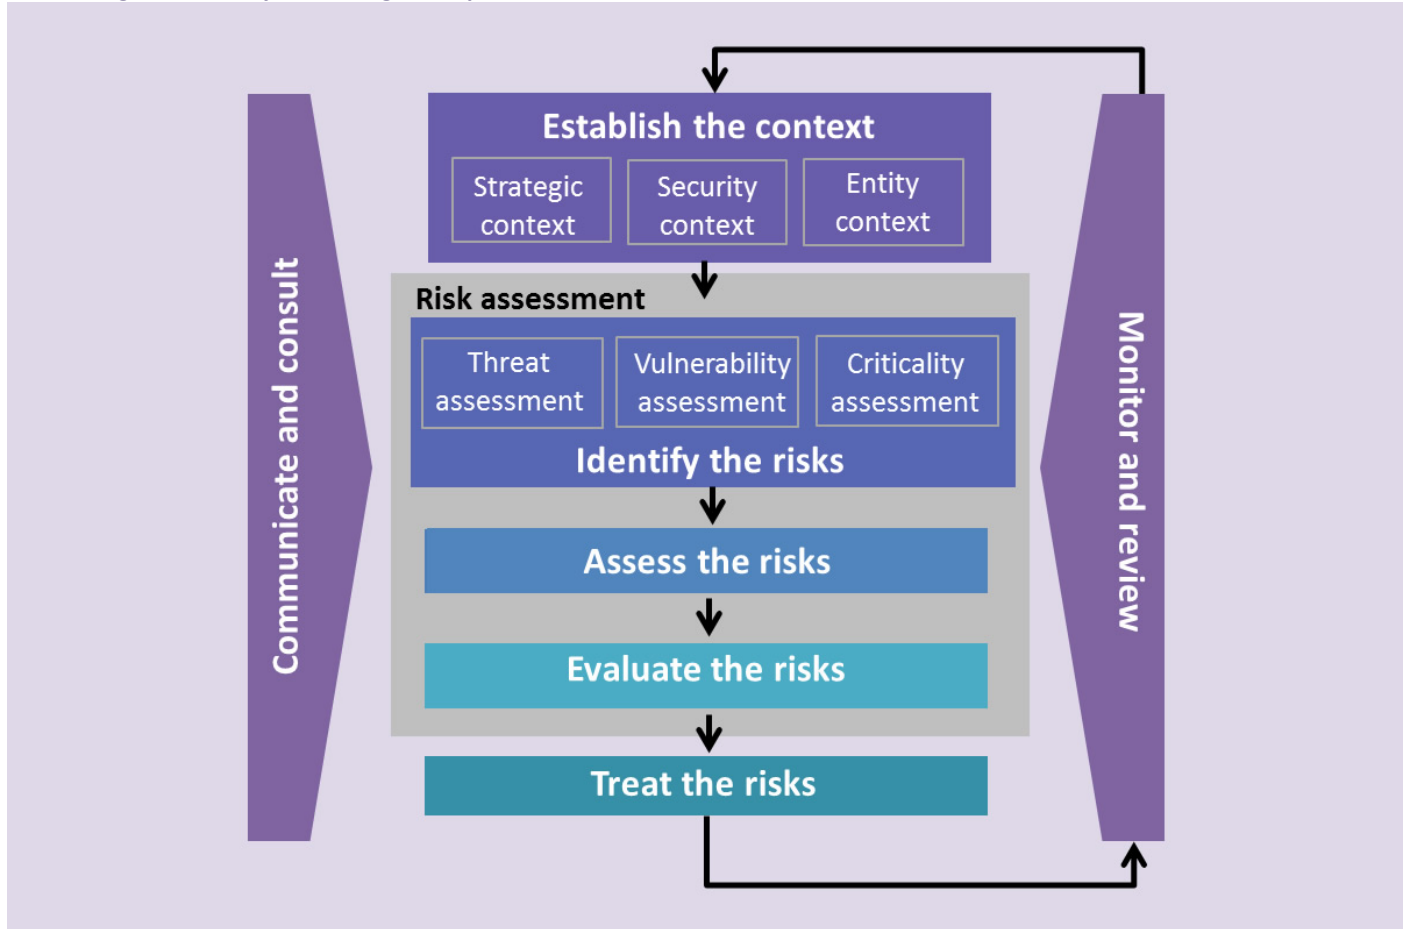 Establish the context
Strategic
context
Security
context
Entity
context
Communicate and consult
Risk assessment
Threat
assessment
Vulnerability
assessment
Criticality
assessment
Identify the risks
Assess the risks
Evaluate the risks
Treat the risks
Monitor and review